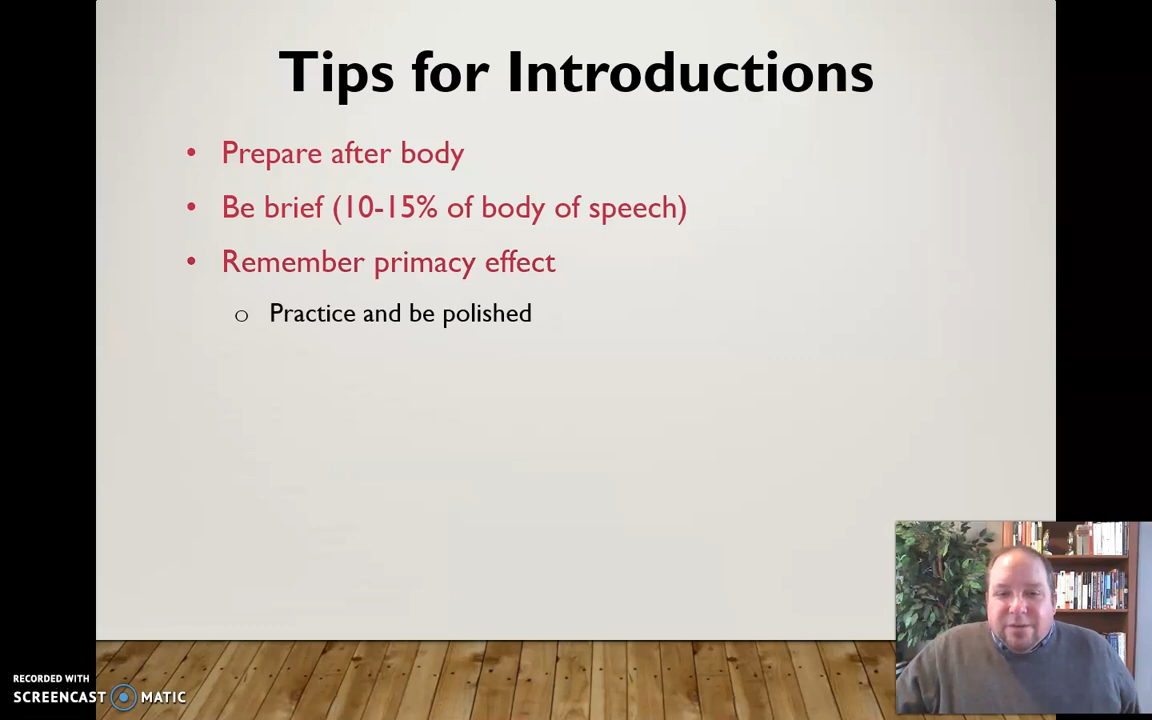 Tips for Introductions
• Prepare after body
• Be brief (10-15% of body of speech)
• Remember primacy effect
o Practice and be polished
RECORDED WITH
SCREENCAST MATIC